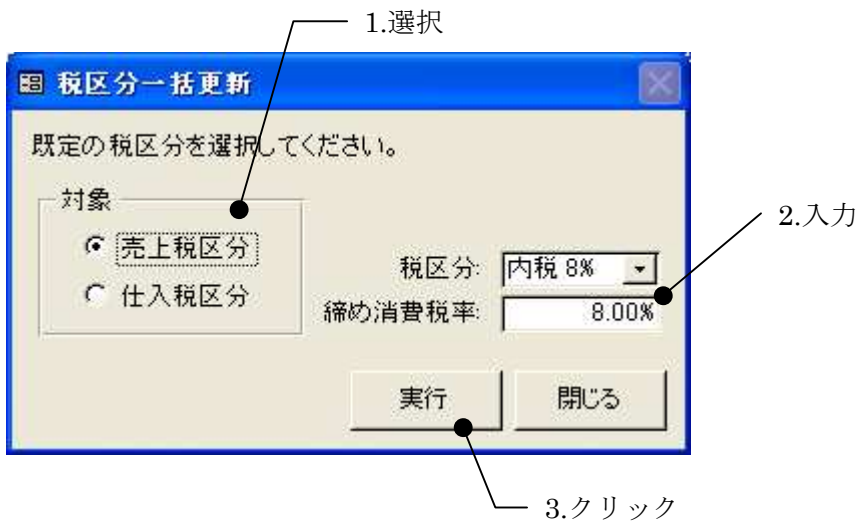 1.選択
税区分一括更新
既定の税区分を選択してください。
対象
売上税区分
仕入税区分
税区分: 内税 8%
締め消費税率: 8.00%
2.入力
実行
閉じる
3.クリック